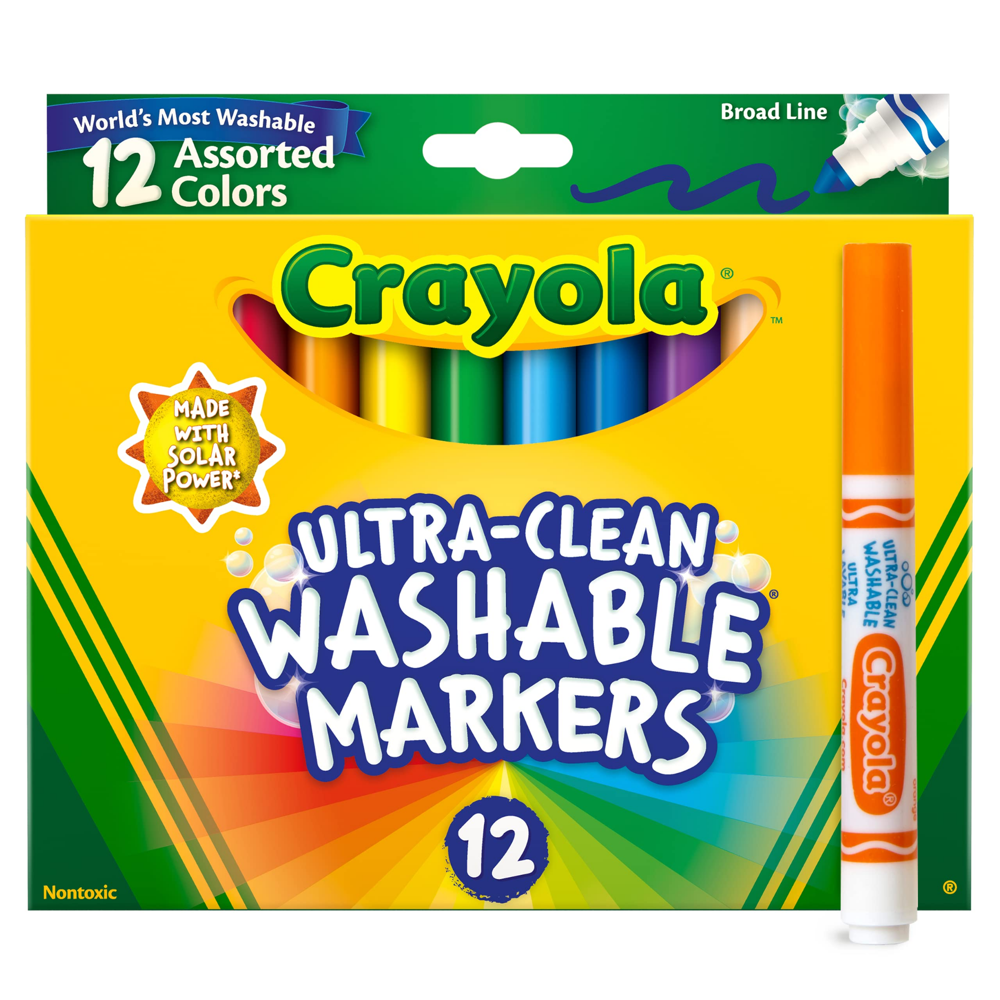 World's Most Washable
12 Assorted
Colors
Broad Line
Crayola®
™
MADE
WITH
SOLAR
POWER*
ULTRA-CLEAN
WASHABLE®
MARKERS
12
Nontoxic
®
ULTRA-CLEAN
WASHABLE
ULTRA
Crayola®
Crayola.com
orange